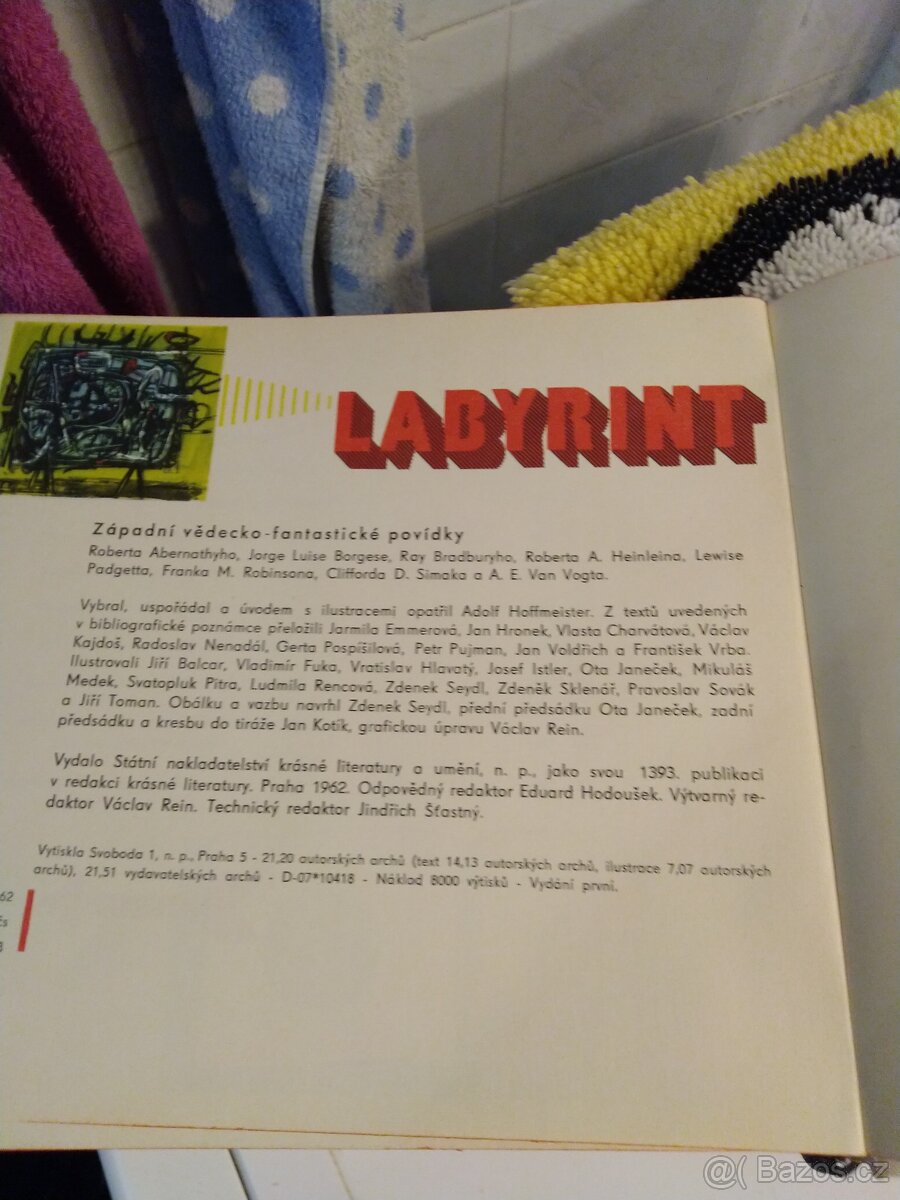 LABYRINT
Západní vědecko-fantastické povídky
Roberta Abernathyho, Jorge Luise Borgese, Ray Bradburyho, Roberta A. Heinleina, Lewise
Padgetta, Franka M. Robinsona, Clifforda D. Simaka a A. E. Van Vogta.
Vybral, uspořádal a úvodem s ilustracemi opatřil Adolf Hoffmeister. Z textů uvedených
v bibliografické poznámce přeložili Jarmila Emmerová, Jan Hronek, Vlasta Charvátová, Václav
Kajdoš, Radoslav Nenadál, Gerta Pospíšilová, Petr Pujman, Jan Voldřich a František Vrba.
Ilustrovali Jiří Balcar, Vladimír Fuka, Vratislav Hlavatý, Josef Istler, Ota Janeček, Mikuláš
Medek, Svatopluk Pitra, Ludmila Rencová, Zdenek Seydl, Zdeněk Sklenář, Pravoslav Sovák
a Jiří Toman. Obálku a vazbu navrhl Zdenek Seydl, přední předsádku Ota Janeček, zadní
předsádku a kresbu do tiráže Jan Kotík, grafickou úpravu Václav Rein.
Vydalo Státní nakladatelství krásné literatury a umění, n. p., jako svou 1393. publikaci
v redakci krásné literatury. Praha 1962. Odpovědný redaktor Eduard Hodoušek. Výtvarný re-
daktor Václav Rein. Technický redaktor Jindřich Šťastný.
Vytiskla Svoboda 1, n. p., Praha 5 - 21,20 autorských archů (text 14,13 autorských archů, ilustrace 7,07 autorských
archů), 21,51 vydavatelských archů - D-07*10418 - Náklad 8000 výtisků - Vydání první.
62
@( Bazos.cz